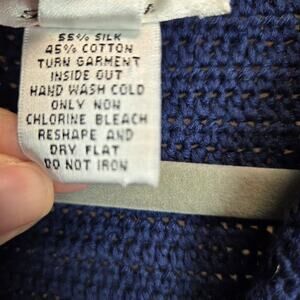 55% SILK
45% COTTON
TURN GARMENT
INSIDE OUT
HAND WASH COLD
ONLY NON
CHLORINE BLEACH
RESHAPE AND
DRY FLAT
DO NOT IRON